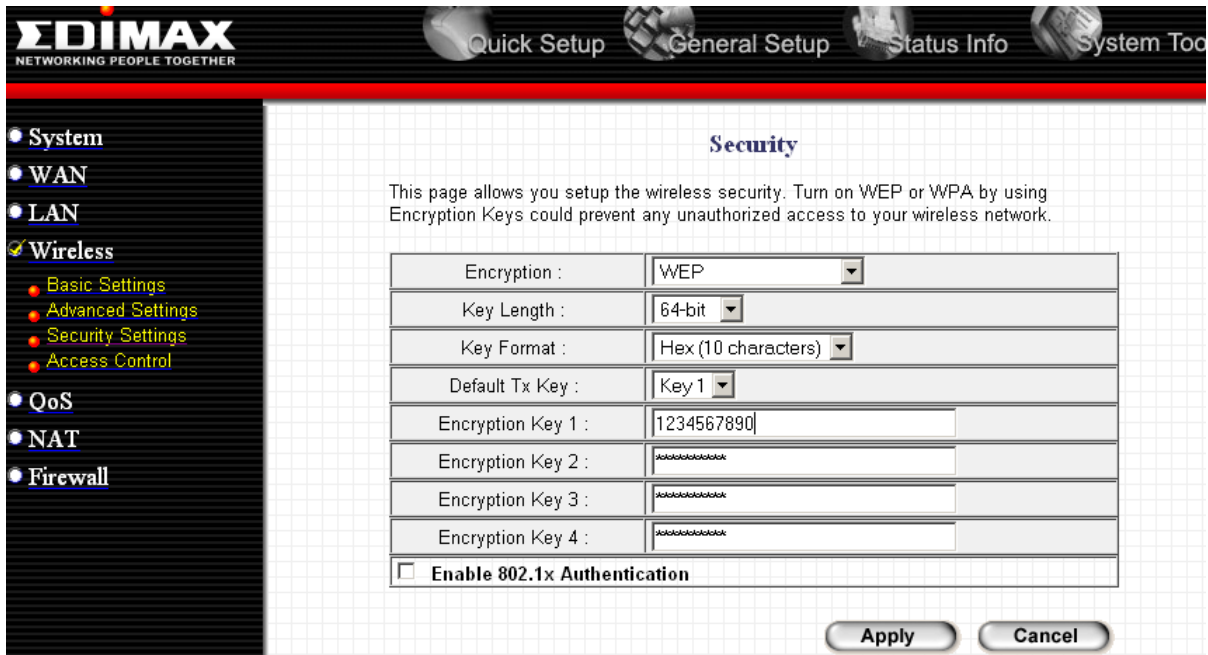 EDIMAX
NETWORKING PEOPLE TOGETHER
Quick Setup
General Setup
Status Info
System Too
System
WAN
LAN
Wireless
Basic Settings
Advanced Settings
Security Settings
Access Control
QoS
NAT
Firewall
Security
This page allows you setup the wireless security. Turn on WEP or WPA by using
Encryption Keys could prevent any unauthorized access to your wireless network.
Encryption : WEP
Key Length : 64-bit
Key Format : Hex (10 characters)
Default Tx Key : Key 1
Encryption Key 1 : 1234567890
Encryption Key 2 : **********
Encryption Key 3 : **********
Encryption Key 4 : **********
Enable 802.1x Authentication
Apply
Cancel